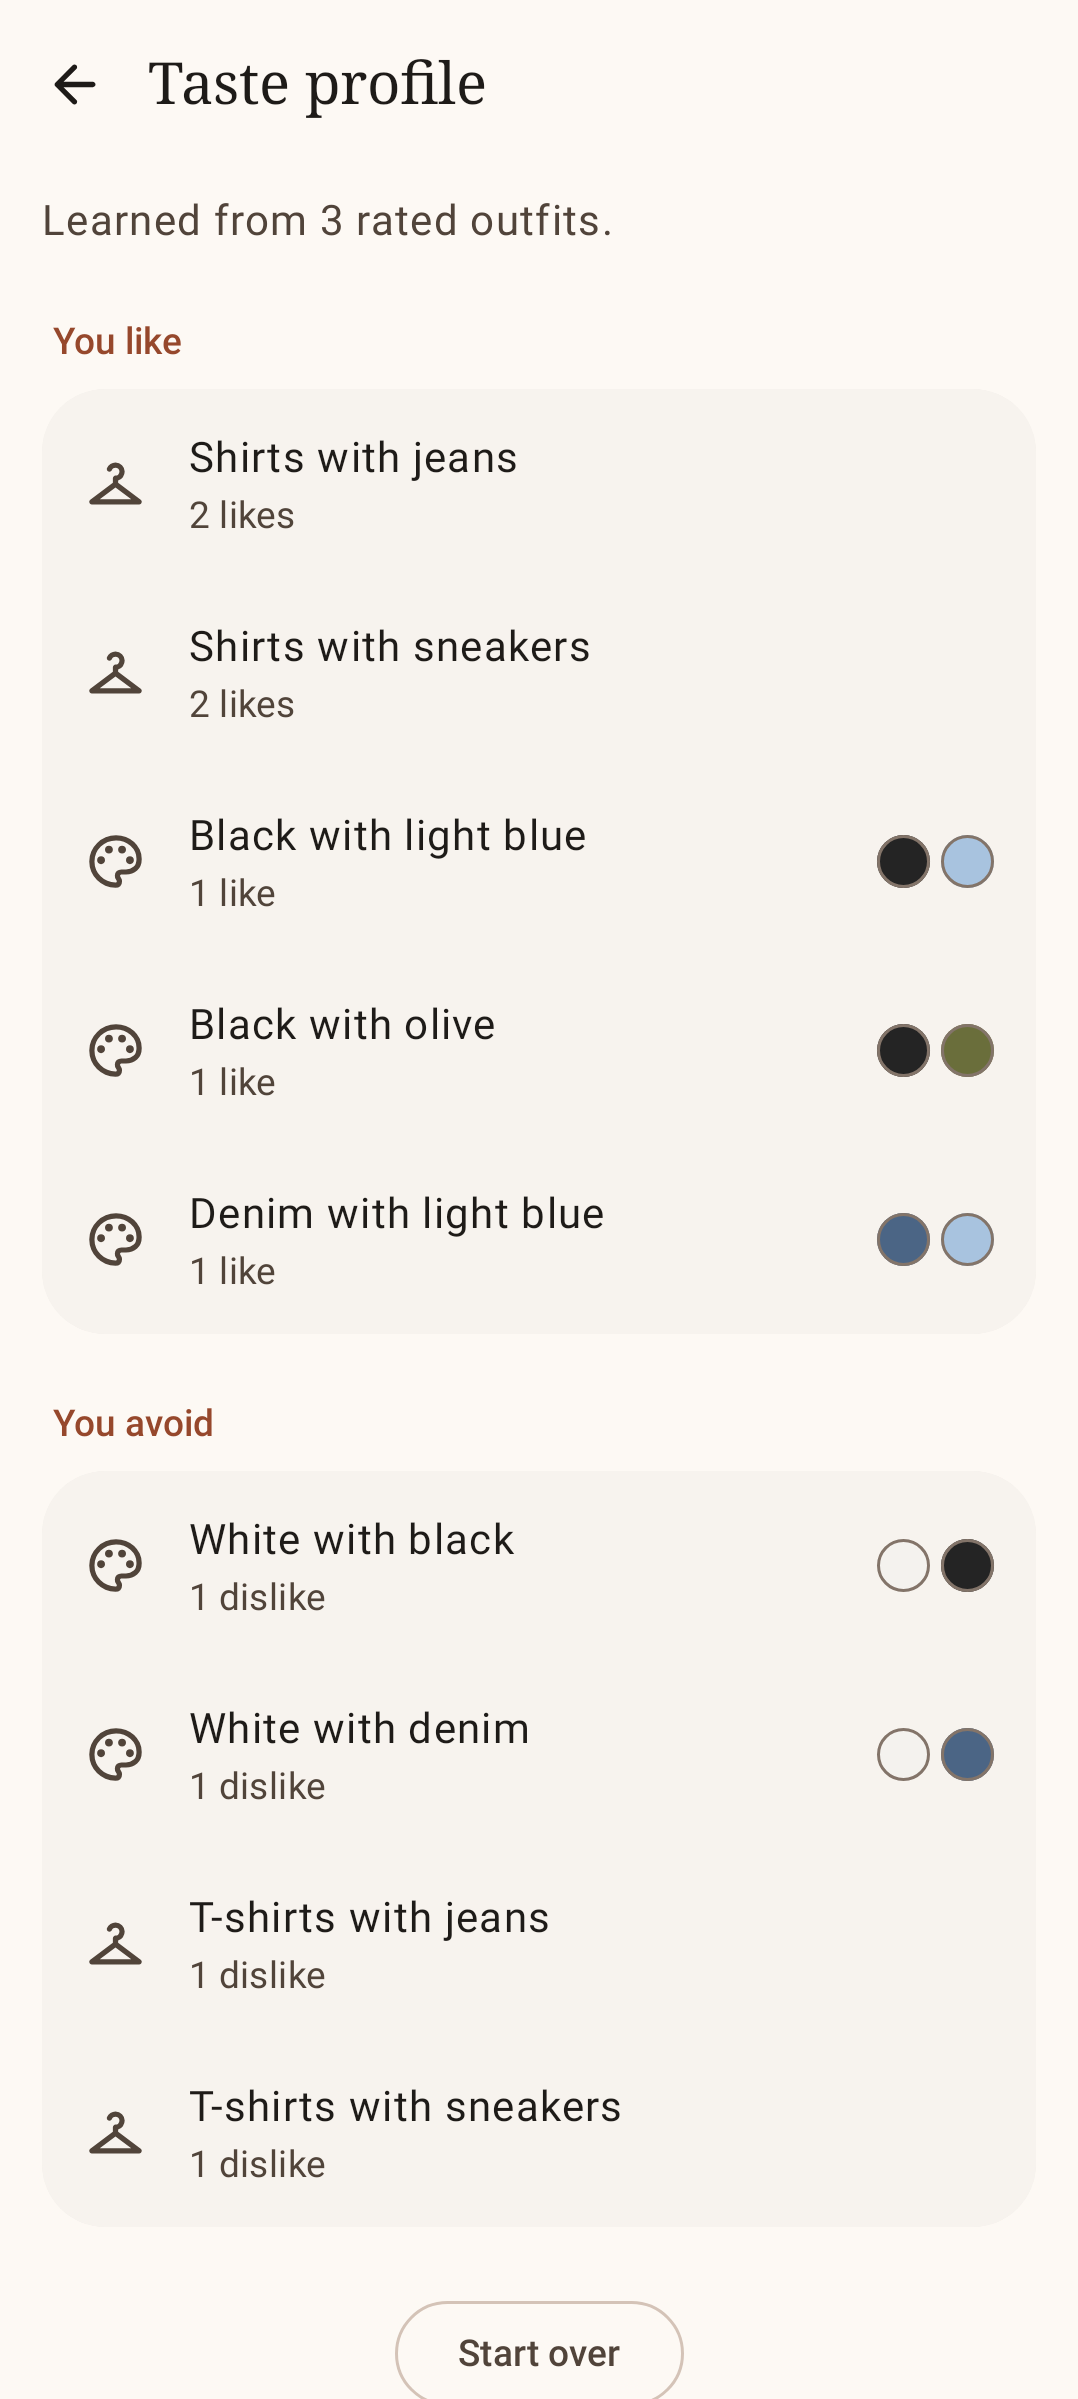 Taste profile
Learned from 3 rated outfits.
You like
Shirts with jeans
2 likes
Shirts with sneakers
2 likes
Black with light blue
1 like
Black with olive
1 like
Denim with light blue
1 like
You avoid
White with black
1 dislike
White with denim
1 dislike
T-shirts with jeans
1 dislike
T-shirts with sneakers
1 dislike
Start over